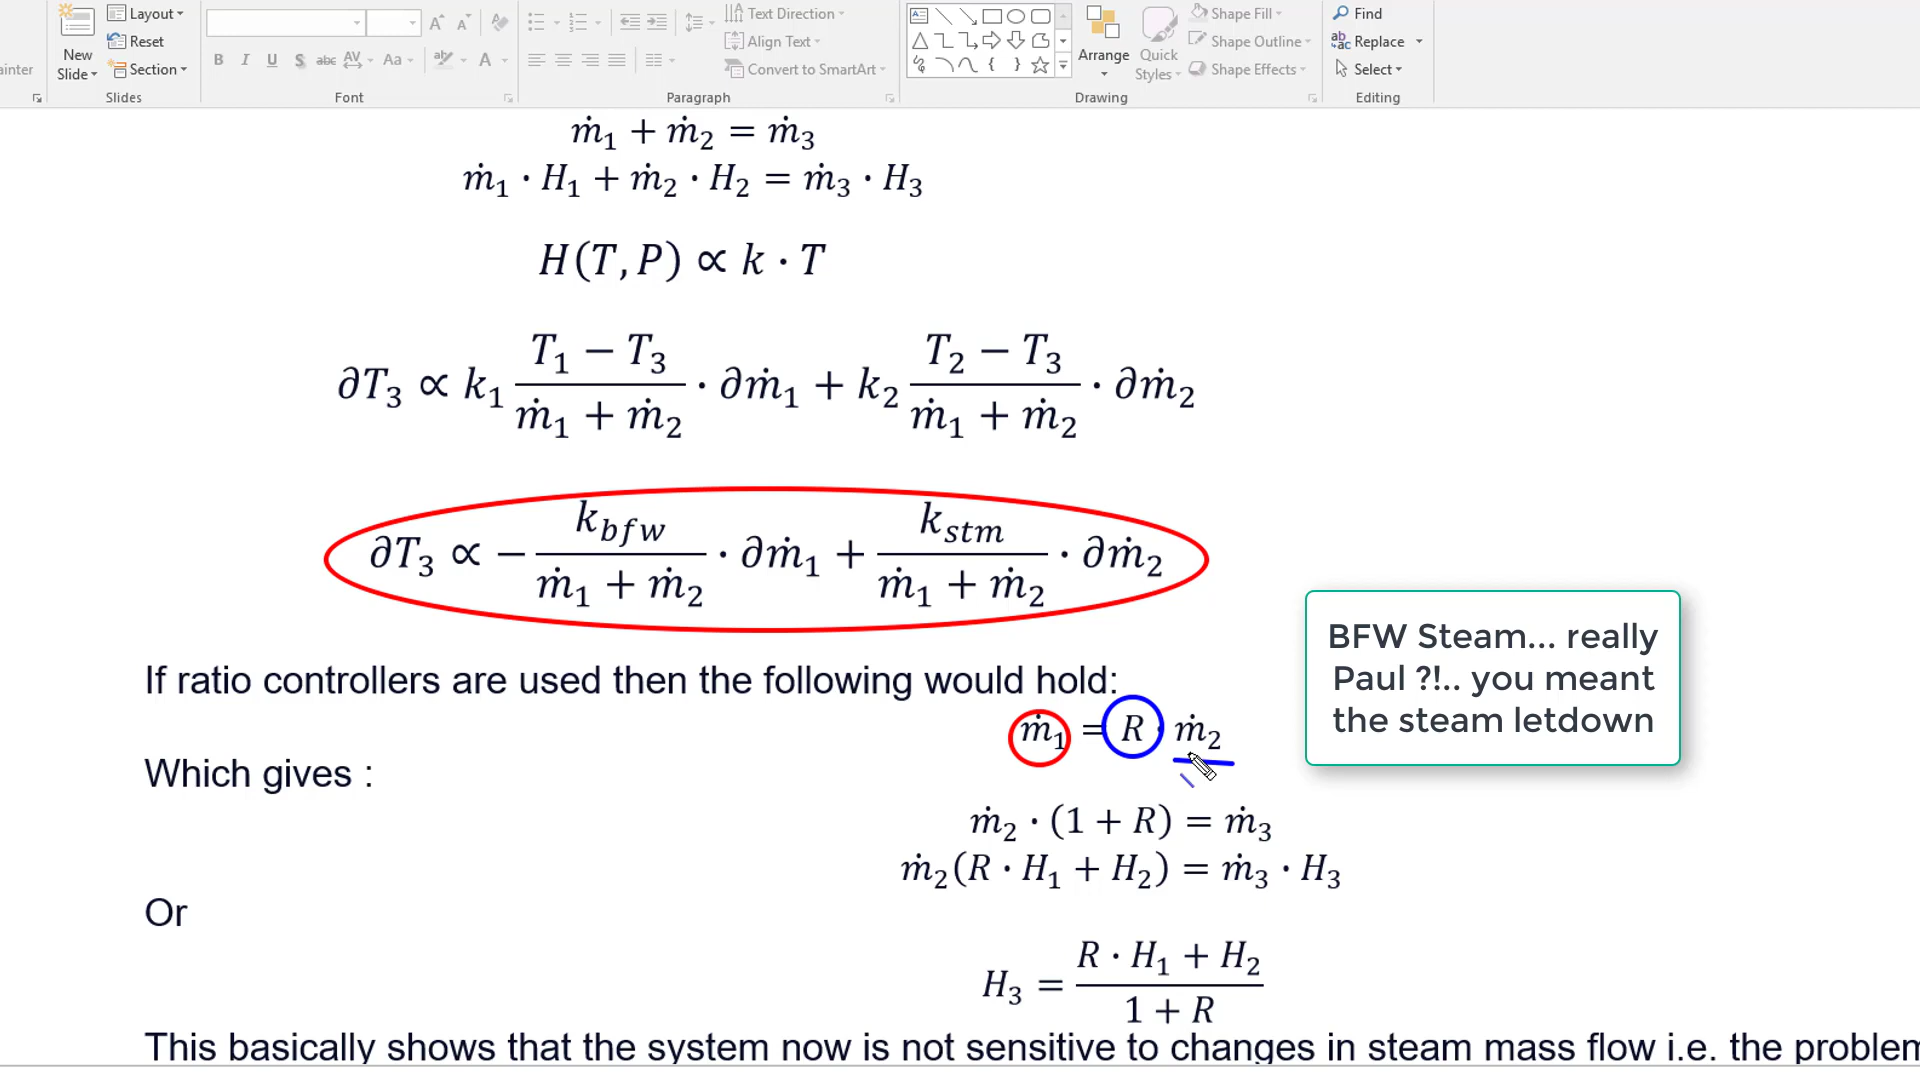 Layout
Reset
Section
New
Slide
ainter
Slides
B I U S abc AV Aa A
Font
Text Direction
Align Text
Convert to SmartArt
Paragraph
Arrange
Quick
Styles
Shape Fill
Shape Outline
Shape Effects
Drawing
Find
Replace
Select
Editing
ṁ₁ + ṁ₂ = ṁ₃
ṁ₁ · H₁ + ṁ₂ · H₂ = ṁ₃ · H₃
H(T, P) ∝ k · T
∂T₃ ∝ k₁ (T₁ − T₃)/(ṁ₁ + ṁ₂) · ∂ṁ₁ + k₂ (T₂ − T₃)/(ṁ₁ + ṁ₂) · ∂ṁ₂
∂T₃ ∝ − k_bfw/(ṁ₁ + ṁ₂) · ∂ṁ₁ + k_stm/(ṁ₁ + ṁ₂) · ∂ṁ₂
BFW Steam... really
Paul ?!.. you meant
the steam letdown
If ratio controllers are used then the following would hold:
ṁ₁ = R · ṁ₂
Which gives :
ṁ₂ · (1 + R) = ṁ₃
ṁ₂(R · H₁ + H₂) = ṁ₃ · H₃
Or
H₃ = (R · H₁ + H₂)/(1 + R)
This basically shows that the system now is not sensitive to changes in steam mass flow i.e. the problem